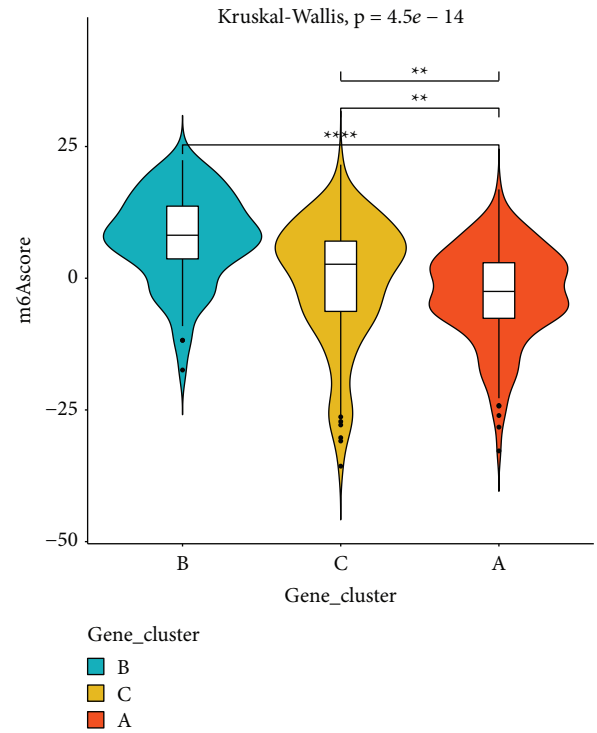 Kruskal-Wallis, p = 4.5e − 14
**
**
****
25
0
−25
−50
m6Ascore
B C A
Gene_cluster
Gene_cluster
B
C
A